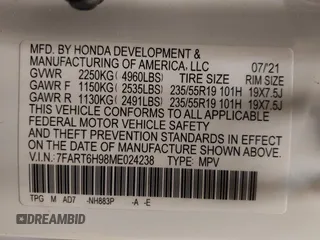 MFD. BY HONDA DEVELOPMENT &
MANUFACTURING OF AMERICA, LLC 07/21
GVWR 2250KG (4960LBS) TIRE SIZE RIM SIZE
GAWR F 1150KG (2535LBS) 235/55R19 101H 19X7.5J
GAWR R 1130KG (2491LBS) 235/55R19 101H 19X7.5J
THIS VEHICLE CONFORMS TO ALL APPLICABLE
FEDERAL MOTOR VEHICLE SAFETY AND
THEFT PREVENTION STANDARDS IN EFFECT ON
THE DATE OF MANUFACTURE SHOWN ABOVE.
V.I.N: 7FART6H98ME024238 TYPE: MPV
TPG M AD7 -NH883P -A -E
DREAMBID